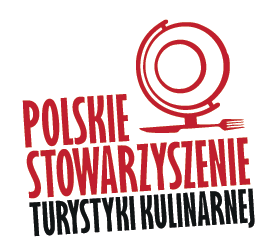 POLSKIE
STOWARZYSZENIE
TURYSTYKI KULINARNEJ